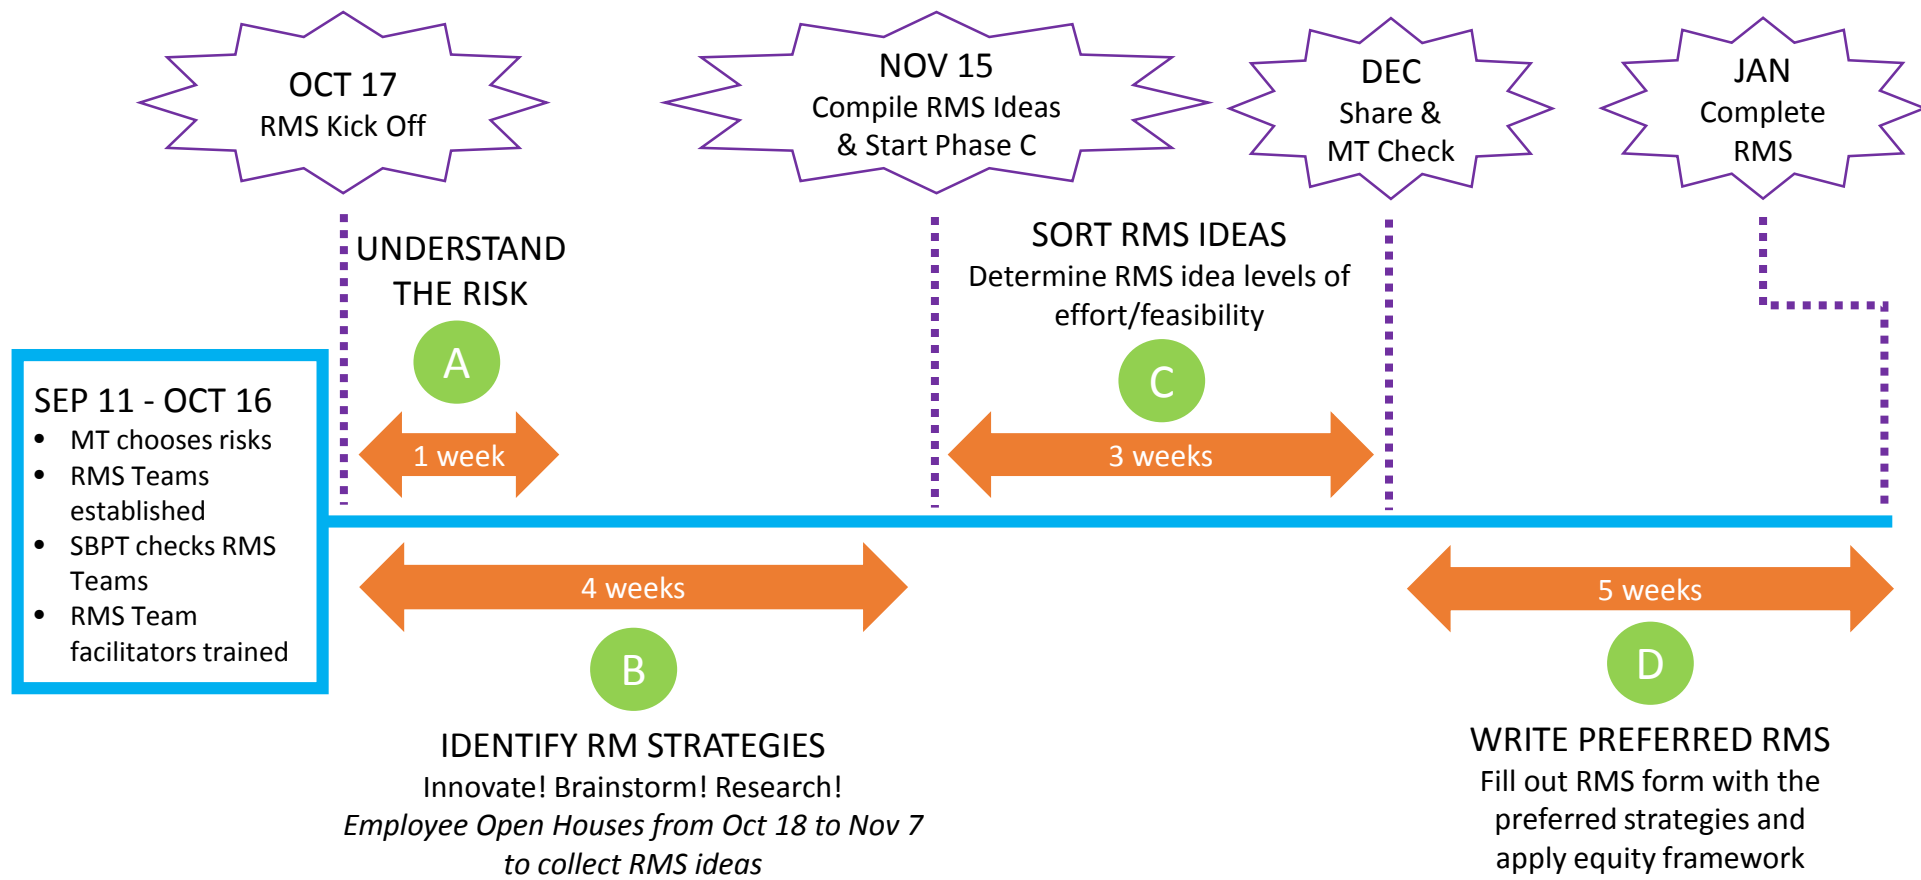 OCT 17
RMS Kick Off
NOV 15
Compile RMS Ideas
& Start Phase C
DEC
Share &
MT Check
JAN
Complete
RMS
UNDERSTAND
THE RISK
A
1 week
SORT RMS IDEAS
Determine RMS idea levels of
effort/feasibility
C
3 weeks
SEP 11 - OCT 16
• MT chooses risks
• RMS Teams
established
• SBPT checks RMS
Teams
• RMS Team
facilitators trained
4 weeks
B
IDENTIFY RM STRATEGIES
Innovate! Brainstorm! Research!
Employee Open Houses from Oct 18 to Nov 7
to collect RMS ideas
5 weeks
D
WRITE PREFERRED RMS
Fill out RMS form with the
preferred strategies and
apply equity framework